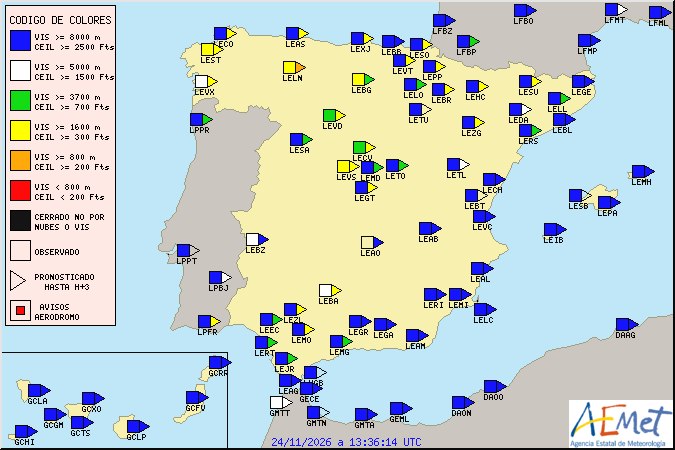 CODIGO DE COLORES
VIS >= 8000 m
CEIL >= 2500 Fts
VIS >= 5000 m
CEIL >= 1500 Fts
VIS >= 3700 m
CEIL >= 700 Fts
VIS >= 1600 m
CEIL >= 300 Fts
VIS >= 800 m
CEIL >= 200 Fts
VIS < 800 m
CEIL < 200 Fts
CERRADO NO POR
NUBES O VIS
OBSERVADO
PRONOSTICADO
HASTA H+3
AVISOS
AERODROMO
LFBO
LFMT
LFML
LFBZ
LECO
LEAS
LEXJ
LEBB
LESO
LFBP
LFMP
LEST
LEVT
LEPP
LELN
LEVX
LEBG
LELO
LEBR
LEHC
LESU
LEGE
LELL
LPPR
LEVD
LETU
LEZG
LEDA
LERS
LEBL
LESA
LECV
LEVS
LEMD
LETO
LETL
LEMH
LEGT
LECH
LEBT
LESB
LEPA
LEVC
LEIB
LEBZ
LEAO
LEAB
LPPT
LPBJ
LEAL
LEBA
LERI
LEMI
LELC
LPFR
LEEC
LEZL
LEMO
LEGR
LEGA
LEAM
DAAG
LERT
LEMG
LEJR
GCRR
LEAG
LXGB
GECE
DAOO
GCLA
GCXO
GCFV
GMTT
GMTN
GMTA
GEML
DAON
GCGM
GCTS
GCLP
GCHI
24/11/2026 a 13:36:14 UTC
AEMet
Agencia Estatal de Meteorología